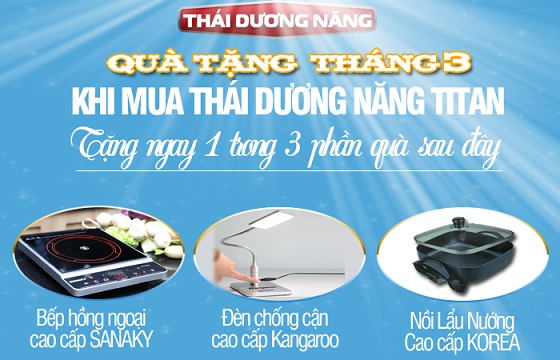 THÁI DƯƠNG NĂNG
QUÀ TẶNG THÁNG 3
KHI MUA THÁI DƯƠNG NĂNG TITAN
Tặng ngay 1 trong 3 phần quà sau đây
Bếp hồng ngoại
cao cấp SANAKY
Đèn chống cận
cao cấp Kangaroo
Nồi Lẩu Nướng
Cao cấp KOREA